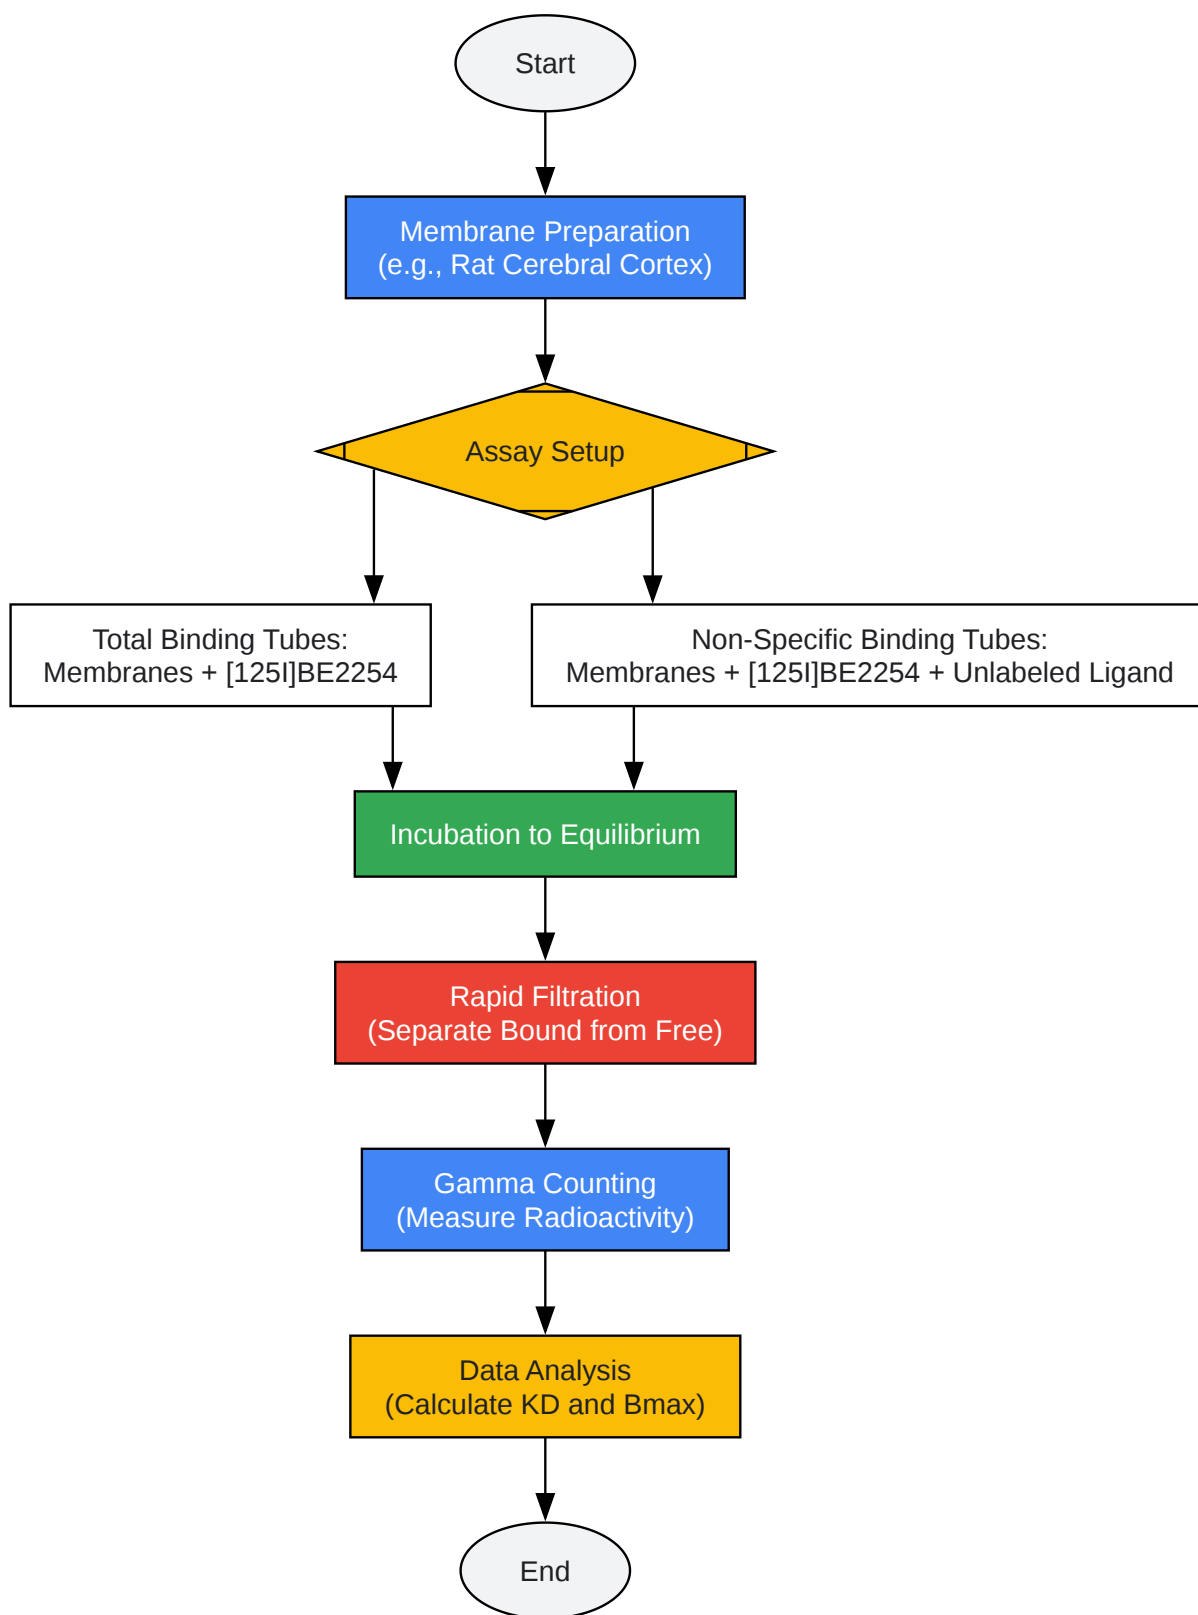 Start
Membrane Preparation
(e.g., Rat Cerebral Cortex)
Assay Setup
Total Binding Tubes:
Membranes + [125I]BE2254
Non-Specific Binding Tubes:
Membranes + [125I]BE2254 + Unlabeled Ligand
Incubation to Equilibrium
Rapid Filtration
(Separate Bound from Free)
Gamma Counting
(Measure Radioactivity)
Data Analysis
(Calculate KD and Bmax)
End